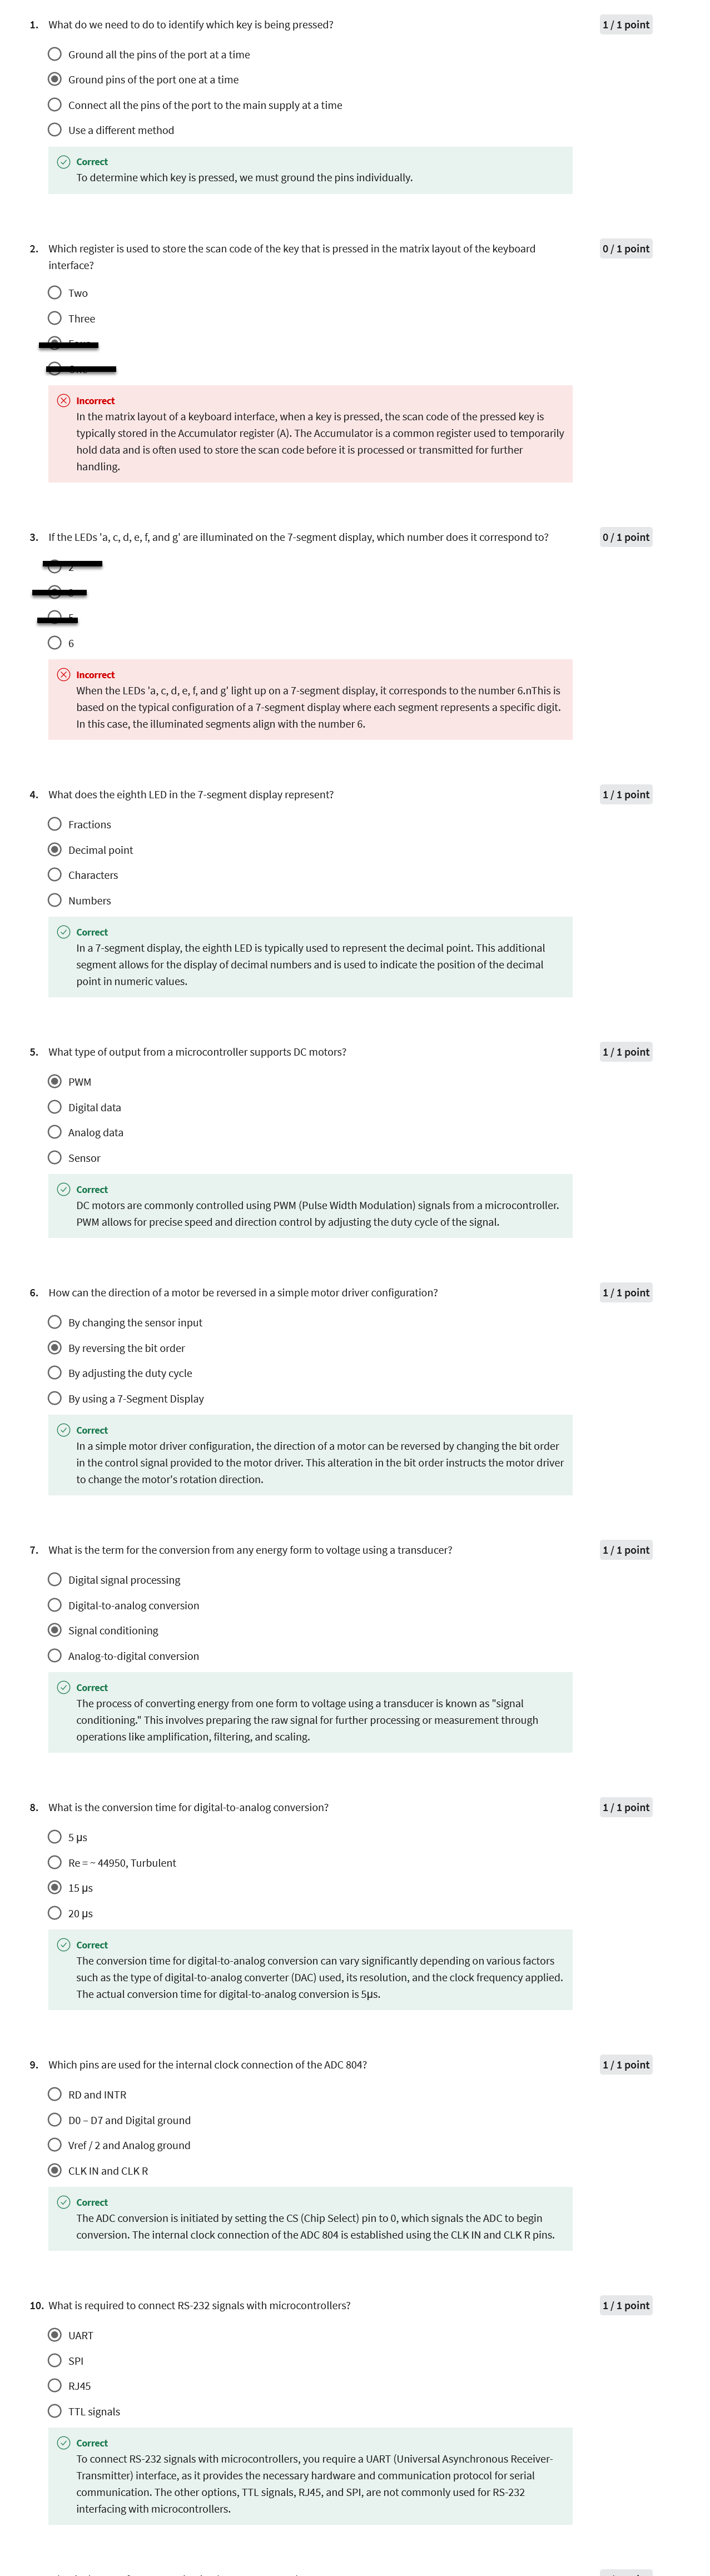 1. What do we need to do to identify which key is being pressed?
1 / 1 point
Ground all the pins of the port at a time
Ground pins of the port one at a time
Connect all the pins of the port to the main supply at a time
Use a different method
Correct
To determine which key is pressed, we must ground the pins individually.
2. Which register is used to store the scan code of the key that is pressed in the matrix layout of the keyboard
interface?
0 / 1 point
Two
Three
Incorrect
In the matrix layout of a keyboard interface, when a key is pressed, the scan code of the pressed key is
typically stored in the Accumulator register (A). The Accumulator is a common register used to temporarily
hold data and is often used to store the scan code before it is processed or transmitted for further
handling.
3. If the LEDs 'a, c, d, e, f, and g' are illuminated on the 7-segment display, which number does it correspond to?
0 / 1 point
2
5
6
Incorrect
When the LEDs 'a, c, d, e, f, and g' light up on a 7-segment display, it corresponds to the number 6.nThis is
based on the typical configuration of a 7-segment display where each segment represents a specific digit.
In this case, the illuminated segments align with the number 6.
4. What does the eighth LED in the 7-segment display represent?
1 / 1 point
Fractions
Decimal point
Characters
Numbers
Correct
In a 7-segment display, the eighth LED is typically used to represent the decimal point. This additional
segment allows for the display of decimal numbers and is used to indicate the position of the decimal
point in numeric values.
5. What type of output from a microcontroller supports DC motors?
1 / 1 point
PWM
Digital data
Analog data
Sensor
Correct
DC motors are commonly controlled using PWM (Pulse Width Modulation) signals from a microcontroller.
PWM allows for precise speed and direction control by adjusting the duty cycle of the signal.
6. How can the direction of a motor be reversed in a simple motor driver configuration?
1 / 1 point
By changing the sensor input
By reversing the bit order
By adjusting the duty cycle
By using a 7-Segment Display
Correct
In a simple motor driver configuration, the direction of a motor can be reversed by changing the bit order
in the control signal provided to the motor driver. This alteration in the bit order instructs the motor driver
to change the motor's rotation direction.
7. What is the term for the conversion from any energy form to voltage using a transducer?
1 / 1 point
Digital signal processing
Digital-to-analog conversion
Signal conditioning
Analog-to-digital conversion
Correct
The process of converting energy from one form to voltage using a transducer is known as "signal
conditioning." This involves preparing the raw signal for further processing or measurement through
operations like amplification, filtering, and scaling.
8. What is the conversion time for digital-to-analog conversion?
1 / 1 point
5 μs
Re = ~ 44950, Turbulent
15 μs
20 μs
Correct
The conversion time for digital-to-analog conversion can vary significantly depending on various factors
such as the type of digital-to-analog converter (DAC) used, its resolution, and the clock frequency applied.
The actual conversion time for digital-to-analog conversion is 5μs.
9. Which pins are used for the internal clock connection of the ADC 804?
1 / 1 point
RD and INTR
D0 – D7 and Digital ground
Vref / 2 and Analog ground
CLK IN and CLK R
Correct
The ADC conversion is initiated by setting the CS (Chip Select) pin to 0, which signals the ADC to begin
conversion. The internal clock connection of the ADC 804 is established using the CLK IN and CLK R pins.
10. What is required to connect RS-232 signals with microcontrollers?
1 / 1 point
UART
SPI
RJ45
TTL signals
Correct
To connect RS-232 signals with microcontrollers, you require a UART (Universal Asynchronous Receiver-
Transmitter) interface, as it provides the necessary hardware and communication protocol for serial
communication. The other options, TTL signals, RJ45, and SPI, are not commonly used for RS-232
interfacing with microcontrollers.